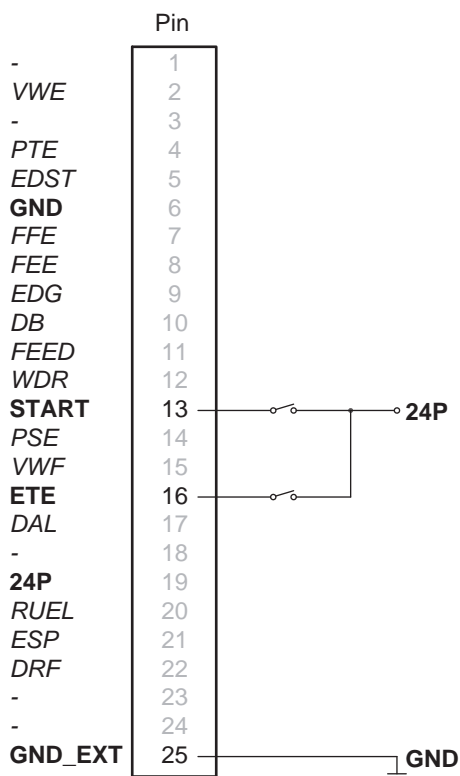 Pin
- 1
VWE 2
- 3
PTE 4
EDST 5
GND 6
FFE 7
FEE 8
EDG 9
DB 10
FEED 11
WDR 12
START 13 24P
PSE 14
VWF 15
ETE 16
DAL 17
- 18
24P 19
RUEL 20
ESP 21
DRF 22
- 23
- 24
GND_EXT 25 GND